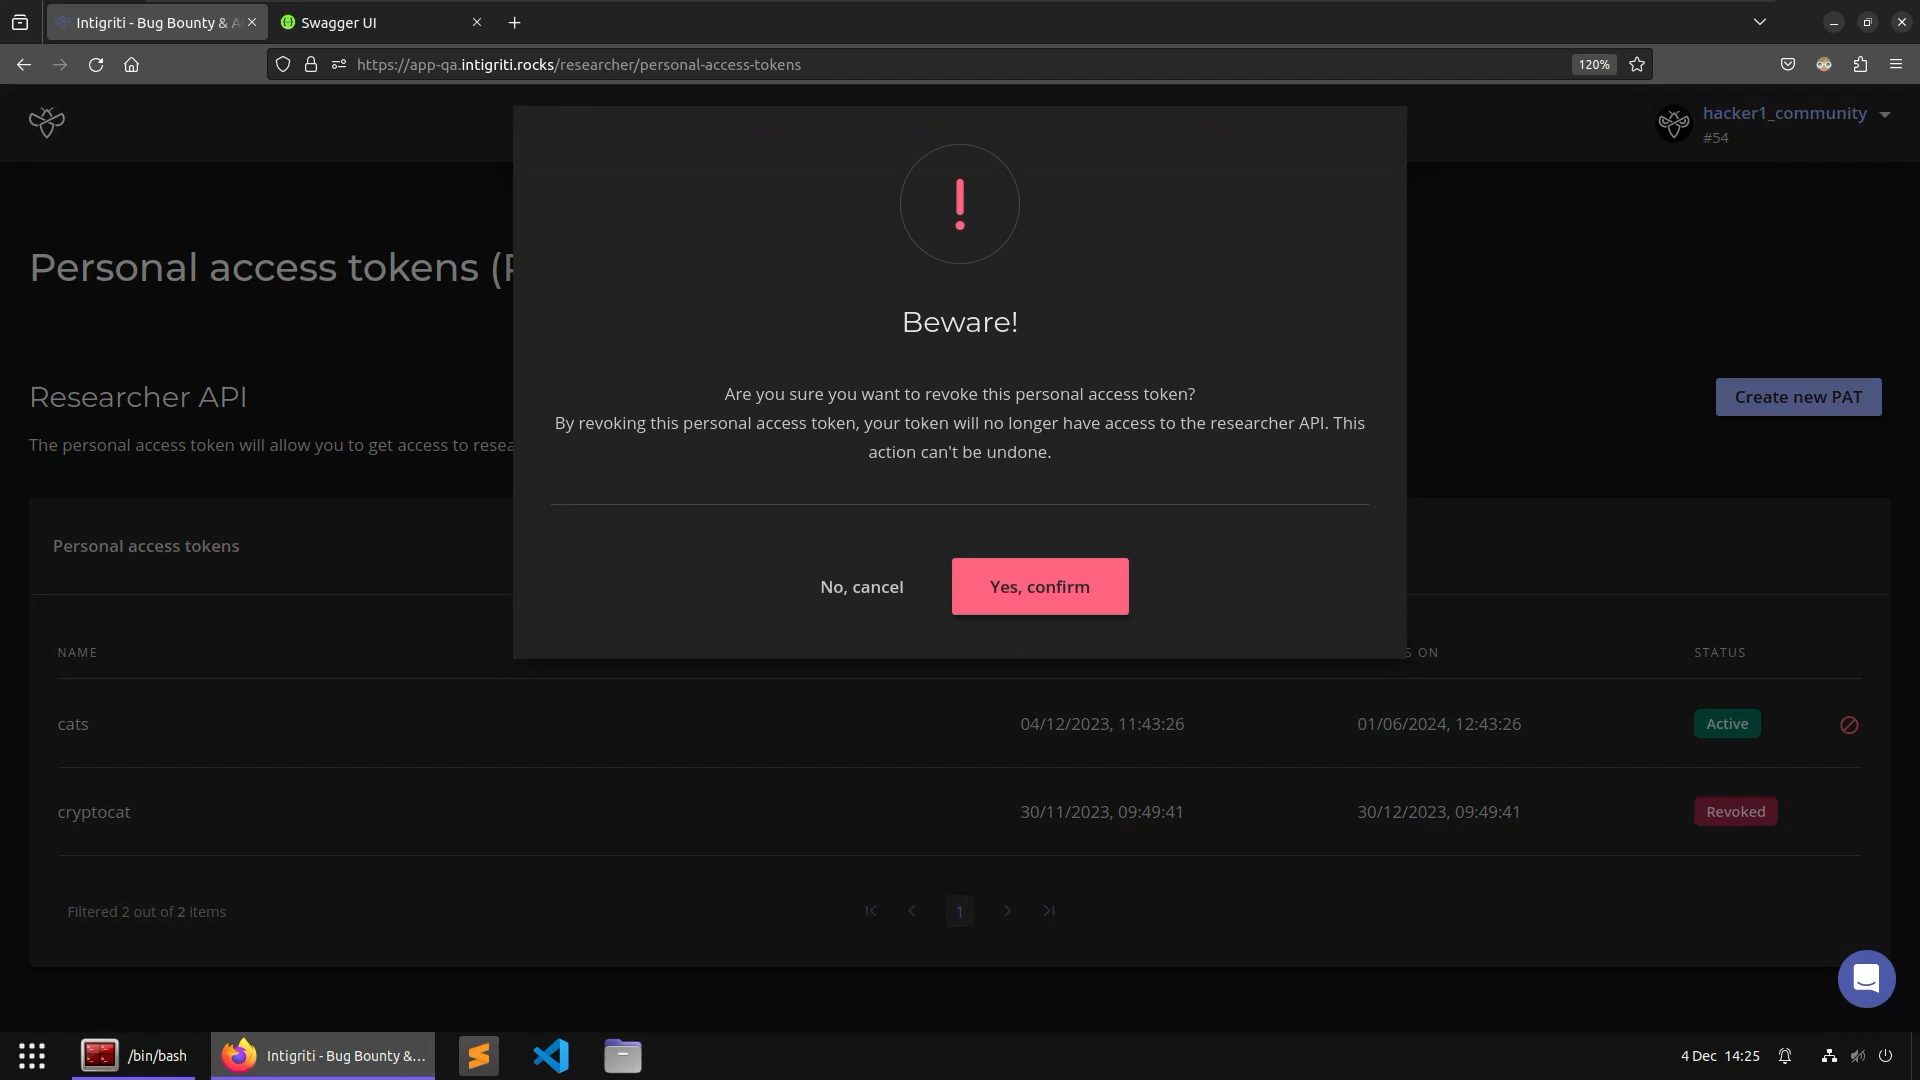 Intigriti - Bug Bounty & A
Swagger UI
https://app-qa.intigriti.rocks/researcher/personal-access-tokens
120%
hacker1_community
#54
Personal access tokens (P
Beware!
Are you sure you want to revoke this personal access token?
By revoking this personal access token, your token will no longer have access to the researcher API. This
action can't be undone.
No, cancel
Yes, confirm
Researcher API
Create new PAT
The personal access token will allow you to get access to resea
Personal access tokens
NAME
S ON
STATUS
cats
04/12/2023, 11:43:26
01/06/2024, 12:43:26
Active
cryptocat
30/11/2023, 09:49:41
30/12/2023, 09:49:41
Revoked
Filtered 2 out of 2 items
1
/bin/bash
Intigriti - Bug Bounty &...
4 Dec 14:25